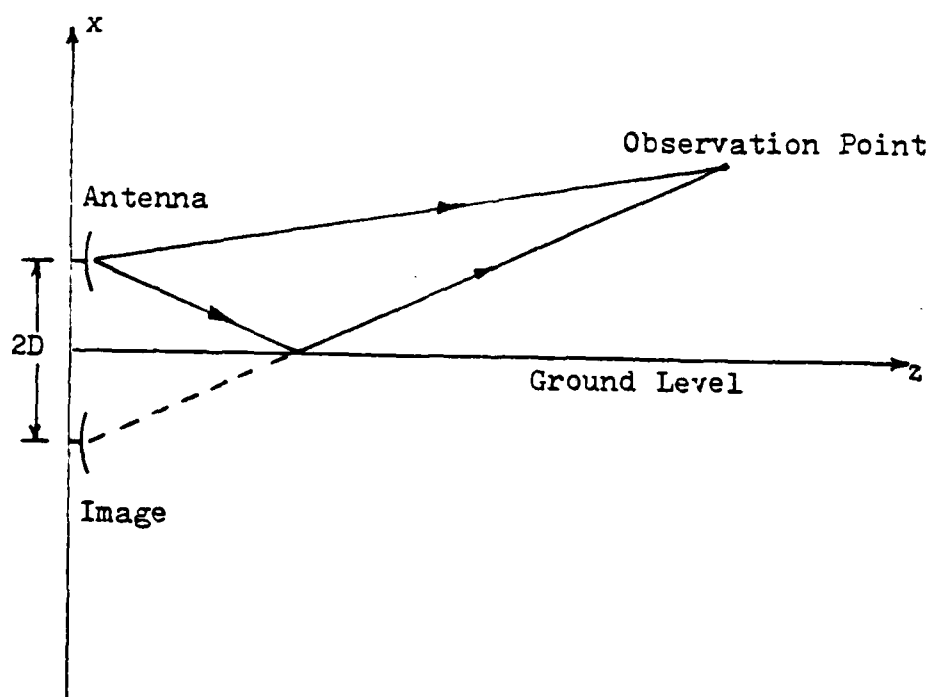 x
Observation Point
Antenna
2D
Ground Level
z
Image